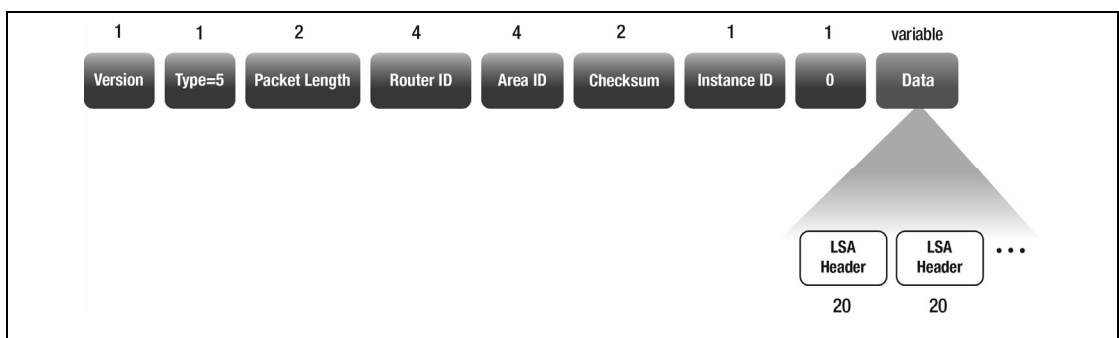 1 1 2 4 4 2 1 1 variable
Version Type=5 Packet Length Router ID Area ID Checksum Instance ID 0 Data
LSA Header LSA Header ...
20 20